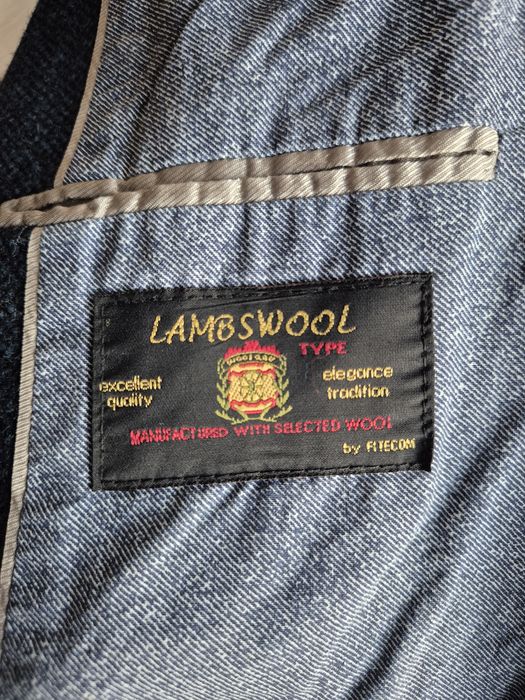 LAMBSWOOL
TYPE
excellent
quality
elegance
tradition
MANUFACTURED WITH SELECTED WOOL
by FITECOM